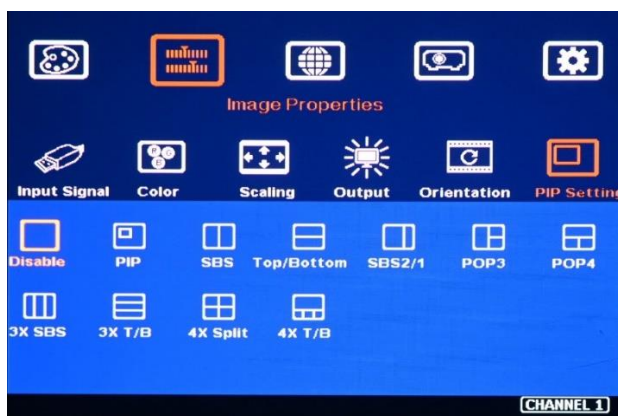 Image Properties
Input Signal Color Scaling Output Orientation PIP Setting
Disable PIP SBS Top/Bottom SBS2/1 POP3 POP4
3X SBS 3X T/B 4X Split 4X T/B
CHANNEL 1